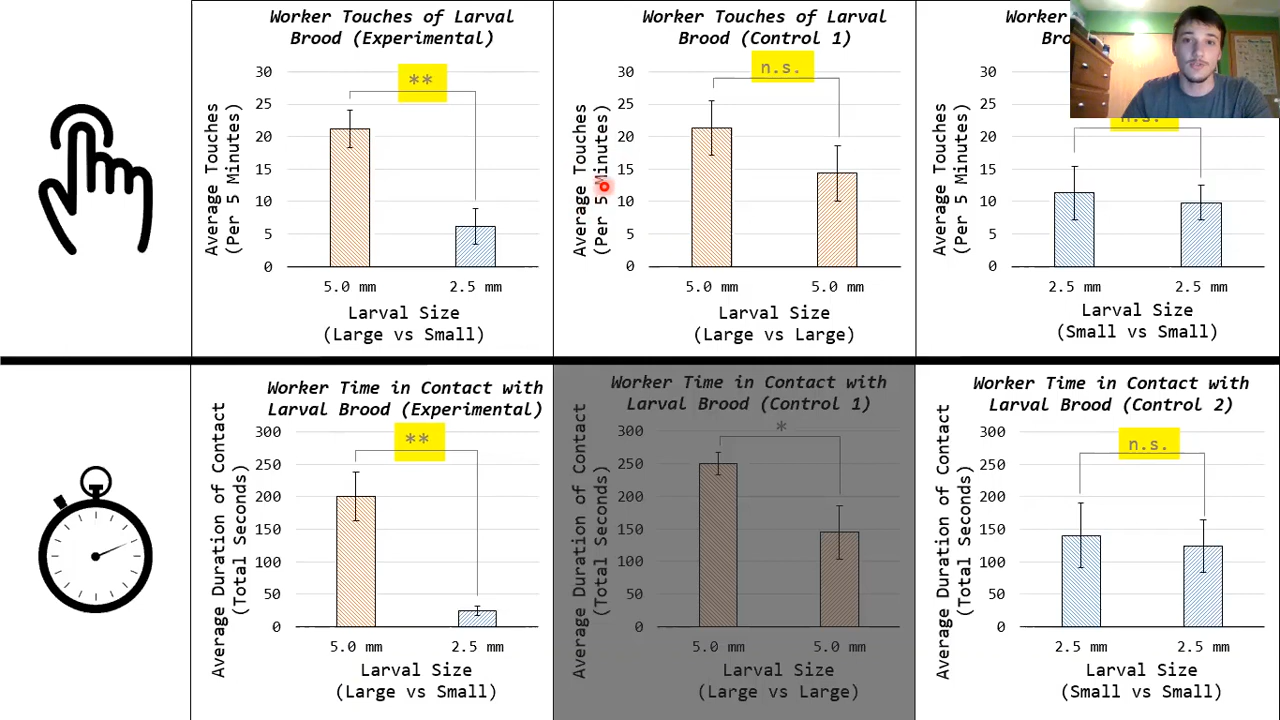 Worker Touches of Larval
Brood (Experimental)
**
30
25
20
15
10
5
0
Average Touches
(Per 5 Minutes)
5.0 mm 2.5 mm
Larval Size
(Large vs Small)
Worker Touches of Larval
Brood (Control 1)
n.s.
30
25
20
15
10
5
0
Average Touches
(Per 5 Minutes)
5.0 mm 5.0 mm
Larval Size
(Large vs Large)
Worker
n.s.
30
25
20
15
10
5
0
Average Touches
(Per 5 Minutes)
2.5 mm 2.5 mm
Larval Size
(Small vs Small)
Worker Time in Contact with
Larval Brood (Experimental)
**
300
250
200
150
100
50
0
Average Duration of Contact
(Total Seconds)
5.0 mm 2.5 mm
Larval Size
(Large vs Small)
Worker Time in Contact with
Larval Brood (Control 1)
*
300
250
200
150
100
50
0
Average Duration of Contact
(Total Seconds)
5.0 mm 5.0 mm
Larval Size
(Large vs Large)
Worker Time in Contact with
Larval Brood (Control 2)
n.s.
300
250
200
150
100
50
0
Average Duration of Contact
(Total Seconds)
2.5 mm 2.5 mm
Larval Size
(Small vs Small)